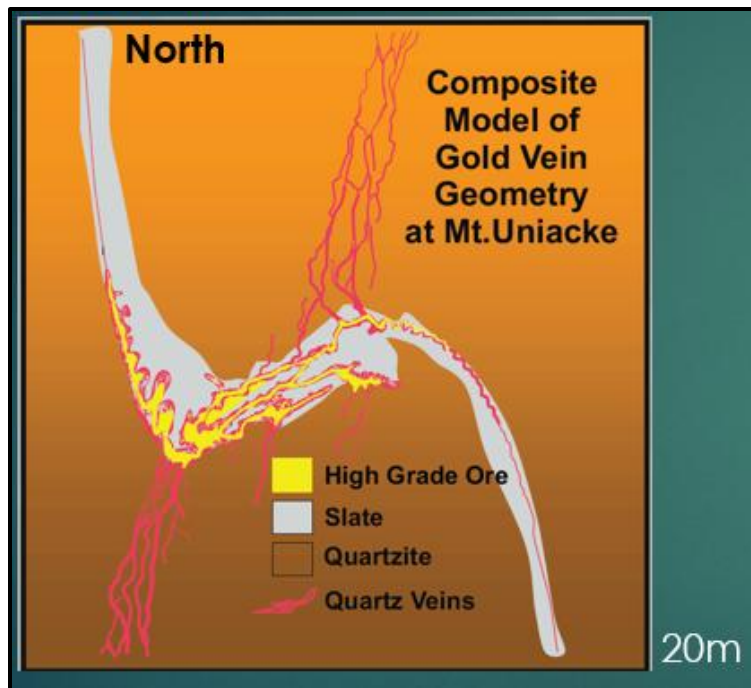 North
Composite
Model of
Gold Vein
Geometry
at Mt.Uniacke
High Grade Ore
Slate
Quartzite
Quartz Veins
20m